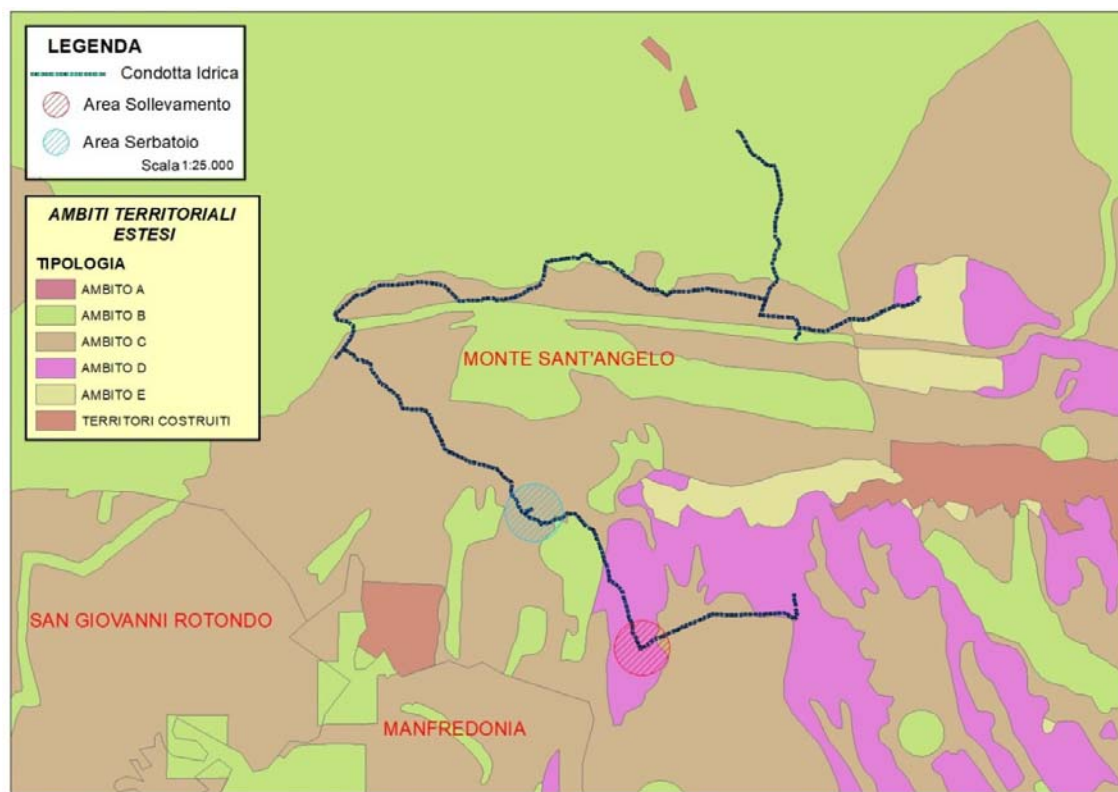 LEGENDA
Condotta Idrica
Area Sollevamento
Area Serbatoio
Scala 1:25.000
AMBITI TERRITORIALI
ESTESI
TIPOLOGIA
AMBITO A
AMBITO B
AMBITO C
AMBITO D
AMBITO E
TERRITORI COSTRUITI
MONTE SANT'ANGELO
SAN GIOVANNI ROTONDO
MANFREDONIA